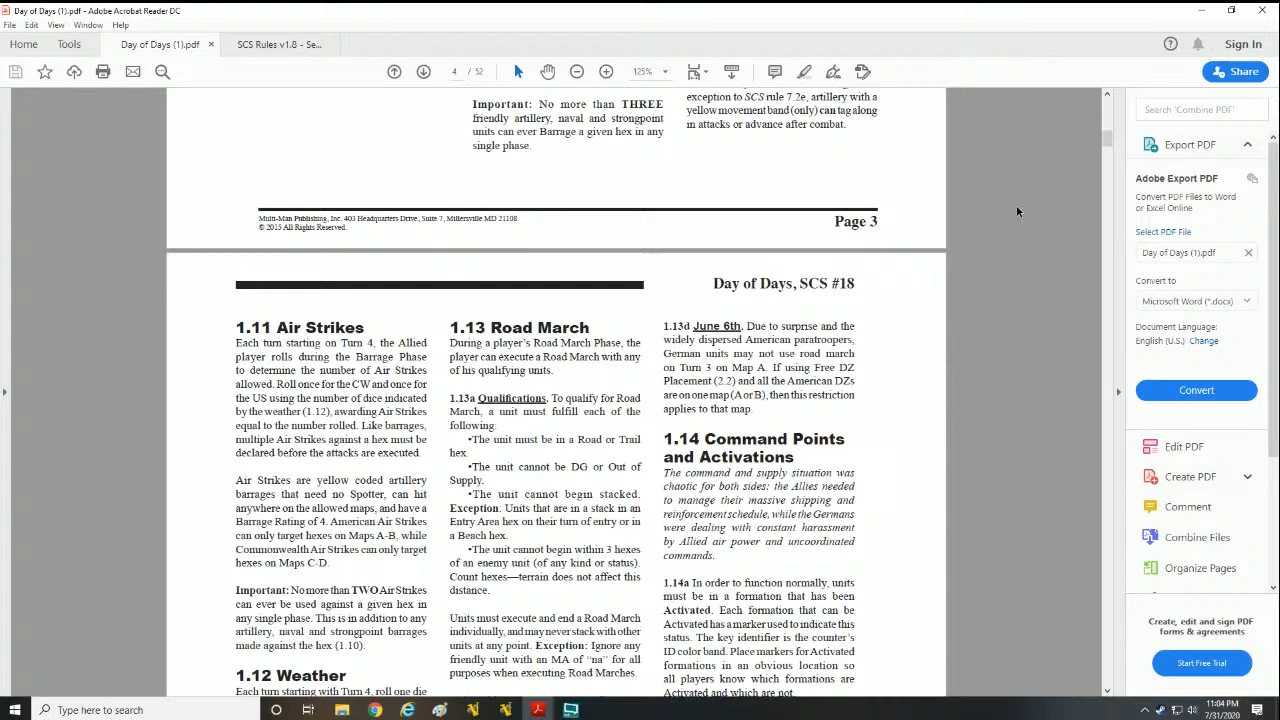 Day of Days (1).pdf - Adobe Acrobat Reader DC
File Edit View Window Help
Home Tools Day of Days (1).pdf × SCS Rules v1.8 - Se... Sign In
4 / 52 125% Share
Important: No more than THREE
friendly artillery, naval and strongpoint
units can ever Barrage a given hex in any
single phase.
exception to SCS rule 7.2e, artillery with a
yellow movement band (only) can tag along
in attacks or advance after combat.
Multi-Man Publishing, Inc. 403 Headquarters Drive, Suite 7, Millersville MD 21108
© 2015 All Rights Reserved.
Page 3
Day of Days, SCS #18
1.11 Air Strikes
Each turn starting on Turn 4, the Allied
player rolls during the Barrage Phase
to determine the number of Air Strikes
allowed. Roll once for the CW and once for
the US using the number of dice indicated
by the weather (1.12), awarding Air Strikes
equal to the number rolled. Like barrages,
multiple Air Strikes against a hex must be
declared before the attacks are executed.
Air Strikes are yellow coded artillery
barrages that need no Spotter, can hit
anywhere on the allowed maps, and have a
Barrage Rating of 4. American Air Strikes
can only target hexes on Maps A-B, while
Commonwealth Air Strikes can only target
hexes on Maps C-D.
Important: No more than TWO Air Strikes
can ever be used against a given hex in
any single phase. This is in addition to any
artillery, naval and strongpoint barrages
made against the hex (1.10).
1.12 Weather
Each turn starting with Turn 4, roll one die
1.13 Road March
During a player's Road March Phase, the
player can execute a Road March with any
of his qualifying units.
1.13a Qualifications. To qualify for Road
March, a unit must fulfill each of the
following:
•The unit must be in a Road or Trail
hex.
•The unit cannot be DG or Out of
Supply.
•The unit cannot begin stacked.
Exception: Units that are in a stack in an
Entry Area hex on their turn of entry or in
a Beach hex.
•The unit cannot begin within 3 hexes
of an enemy unit (of any kind or status).
Count hexes—terrain does not affect this
distance.
Units must execute and end a Road March
individually, and may never stack with other
units at any point. Exception: Ignore any
friendly unit with an MA of “na” for all
purposes when executing Road Marches.
1.13d June 6th. Due to surprise and the
widely dispersed American paratroopers,
German units may not use road march
on Turn 3 on Map A. If using Free DZ
Placement (2.2) and all the American DZs
are on one map (A or B), then this restriction
applies to that map.
1.14 Command Points
and Activations
The command and supply situation was
chaotic for both sides: the Allies needed
to manage their massive shipping and
reinforcement schedule, while the Germans
were dealing with constant harassment
by Allied air power and uncoordinated
commands.
1.14a In order to function normally, units
must be in a formation that has been
Activated. Each formation that can be
Activated has a marker used to indicate this
status. The key identifier is the counter's
ID color band. Place markers for Activated
formations in an obvious location so
all players know which formations are
Activated and which are not.
Search 'Combine PDF'
Export PDF
Adobe Export PDF
Convert PDF Files to Word
or Excel Online
Select PDF File
Day of Days (1).pdf
Convert to
Microsoft Word (*.docx)
Document Language:
English (U.S.) Change
Convert
Edit PDF
Create PDF
Comment
Combine Files
Organize Pages
Create, edit and sign PDF
forms & agreements
Start Free Trial
Type here to search
11:04 PM
7/31/2020